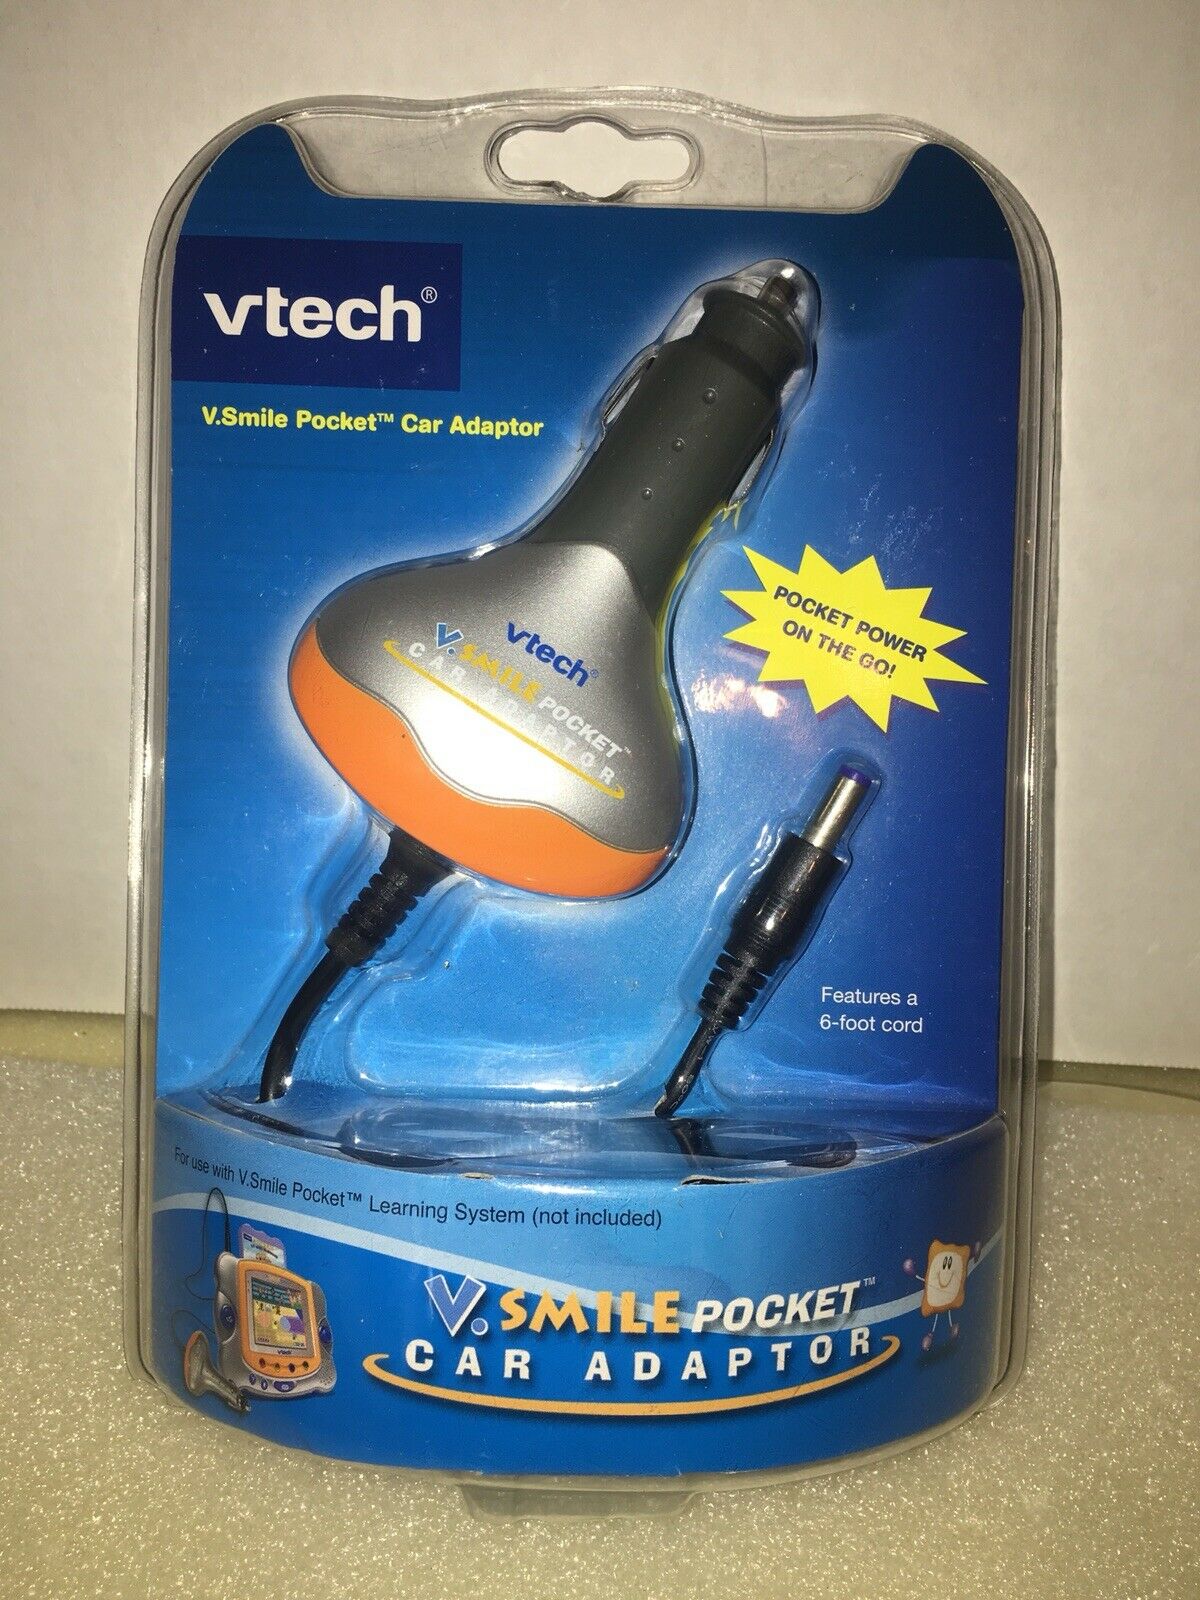 vtech®
V.Smile Pocket™ Car Adaptor
vtech®
V.SMILE POCKET™
CAR ADAPTOR
POCKET POWER
ON THE GO!
Features a
6-foot cord
For use with V.Smile Pocket™ Learning System (not included)
vtech
V.SMILE POCKET™
CAR ADAPTOR